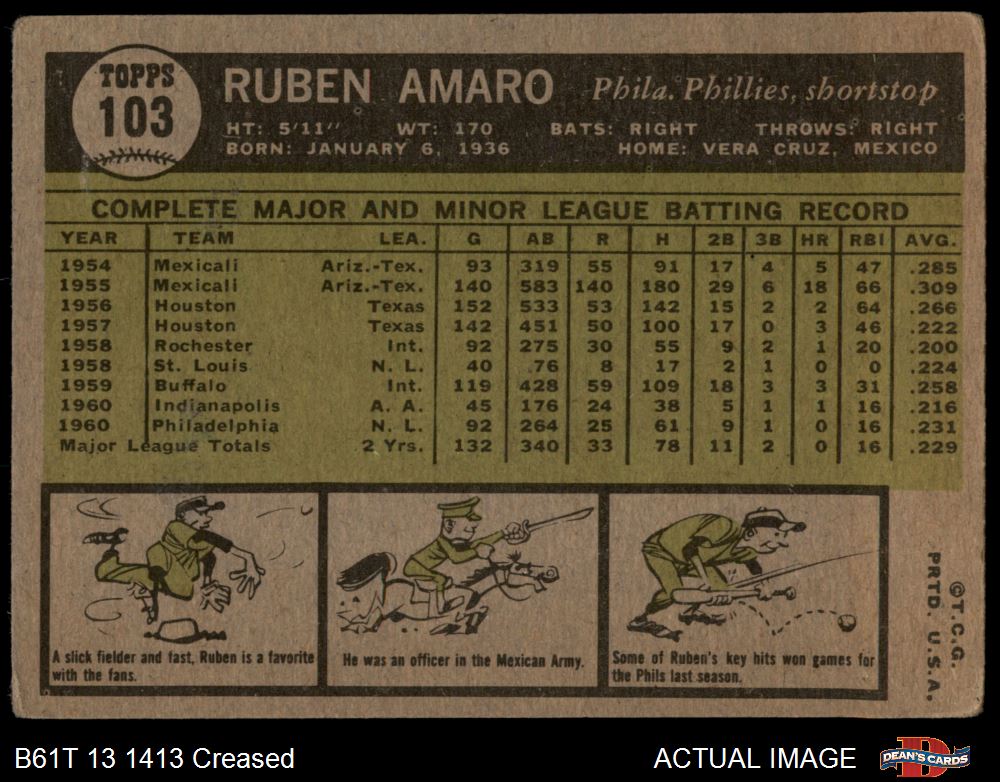 TOPPS
103
RUBEN AMARO Phila. Phillies, shortstop
HT: 5'11" WT: 170 BATS: RIGHT THROWS: RIGHT
BORN: JANUARY 6, 1936 HOME: VERA CRUZ, MEXICO
COMPLETE MAJOR AND MINOR LEAGUE BATTING RECORD
YEAR TEAM LEA. G AB R H 2B 3B HR RBI AVG.
1954 Mexicali Ariz.-Tex. 93 319 55 91 17 4 5 47 .285
1955 Mexicali Ariz.-Tex. 140 583 140 180 29 6 18 66 .309
1956 Houston Texas 152 533 53 142 15 2 2 64 .266
1957 Houston Texas 142 451 50 100 17 0 3 46 .222
1958 Rochester Int. 92 275 30 55 9 2 1 20 .200
1958 St. Louis N. L. 40 76 8 17 2 1 0 0 .224
1959 Buffalo Int. 119 428 59 109 18 3 3 31 .258
1960 Indianapolis A. A. 45 176 24 38 5 1 1 16 .216
1960 Philadelphia N. L. 92 264 25 61 9 1 0 16 .231
Major League Totals 2 Yrs. 132 340 33 78 11 2 0 16 .229
A slick fielder and fast, Ruben is a favorite
with the fans.
He was an officer in the Mexican Army.
Some of Ruben's key hits won games for
the Phils last season.
©T.C.G.
PRTD. U.S.A.
B61T 13 1413 Creased
ACTUAL IMAGE
DEAN'S CARDS